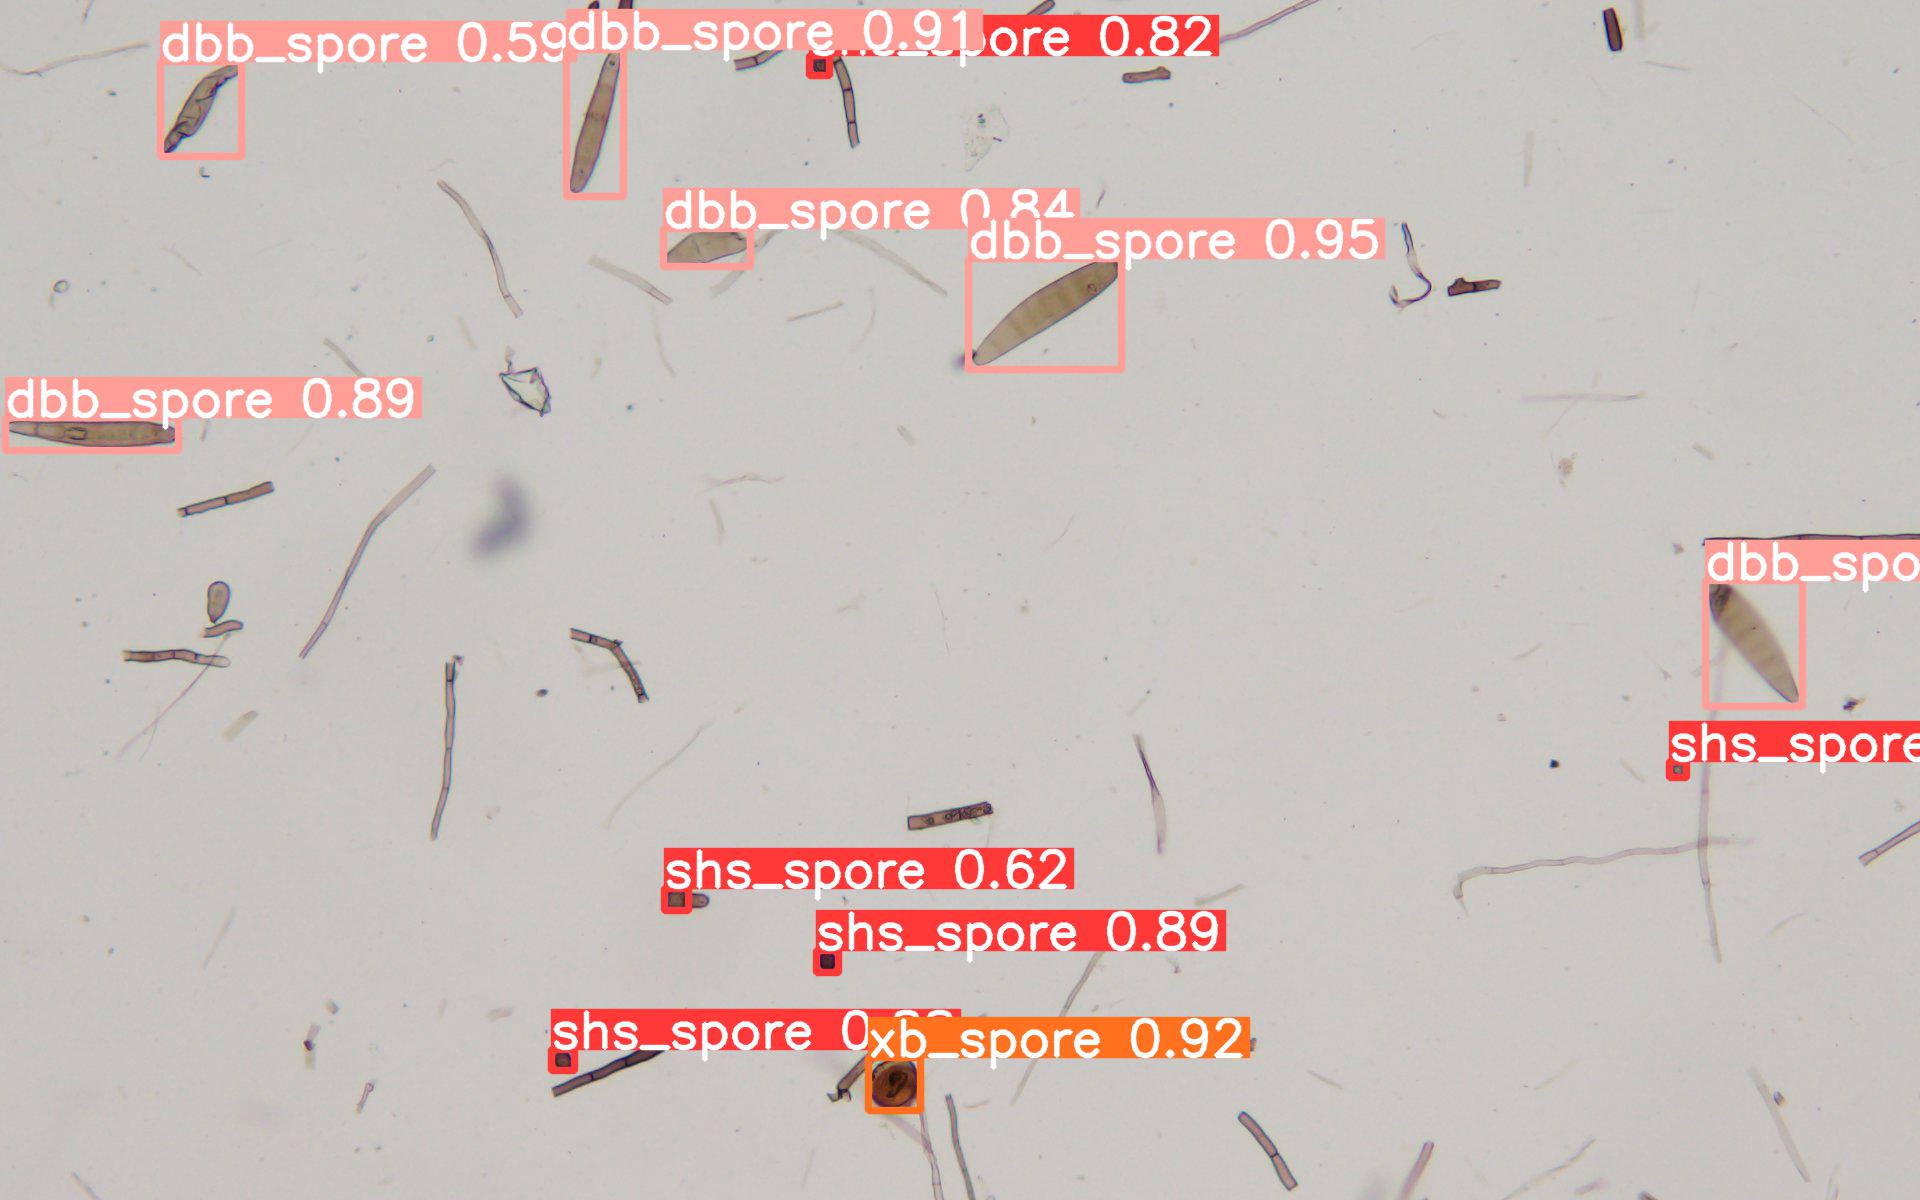 dbb_spore 0.59
dbb_spore 0.91
spore 0.82
dbb_spore 0.84
dbb_spore 0.95
dbb_spore 0.89
dbb_spo
shs_spore
shs_spore 0.62
shs_spore 0.89
shs_spore
xb_spore 0.92